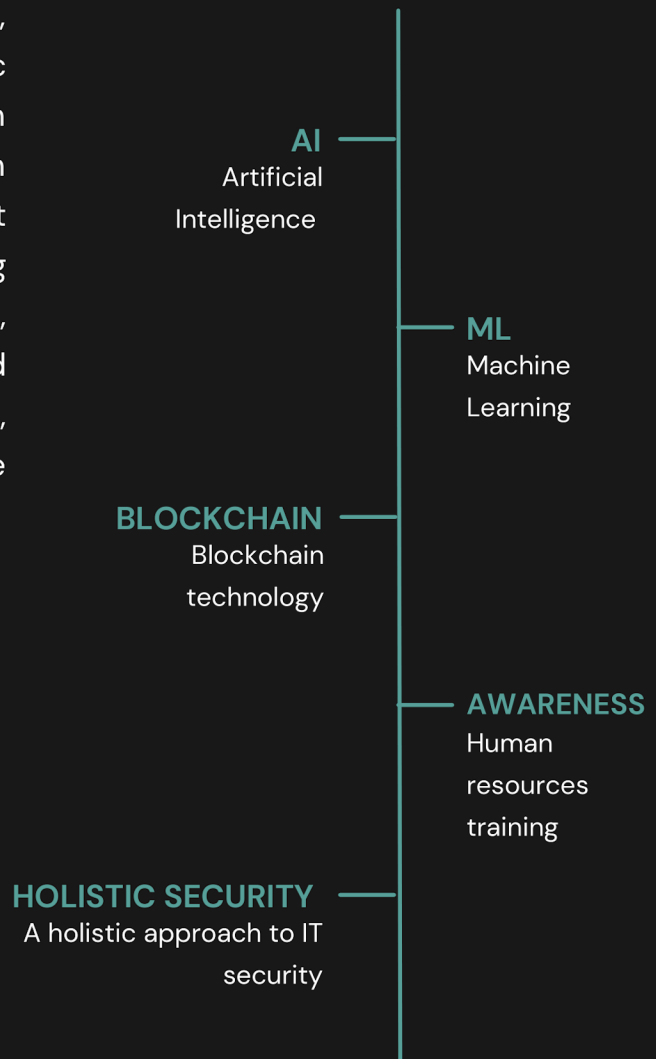 AI
Artificial
Intelligence
ML
Machine
Learning
BLOCKCHAIN
Blockchain
technology
AWARENESS
Human
resources
training
HOLISTIC SECURITY
A holistic approach to IT
security